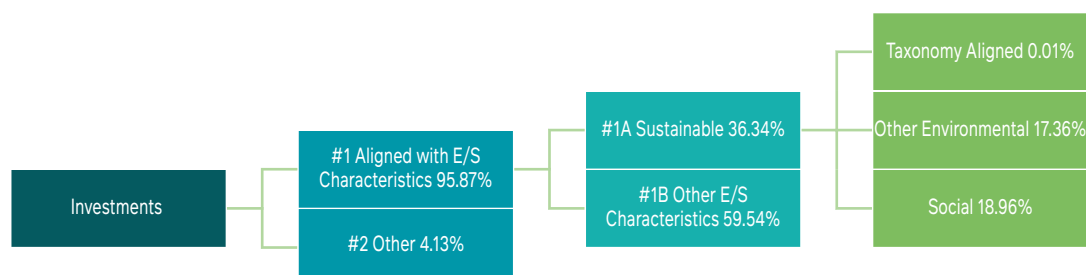 Investments
#1 Aligned with E/S
Characteristics 95.87%
#2 Other 4.13%
#1A Sustainable 36.34%
#1B Other E/S
Characteristics 59.54%
Taxonomy Aligned 0.01%
Other Environmental 17.36%
Social 18.96%